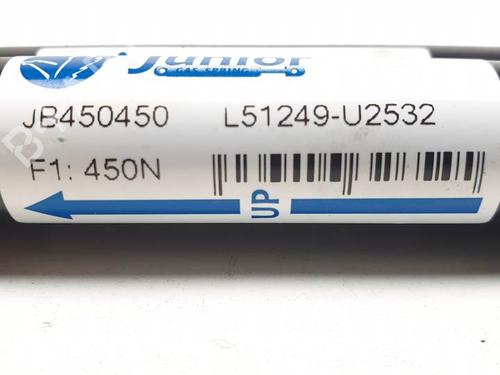 Junior
GAS-SPRING
JB450450 L51249-U2532
F1: 450N
UP